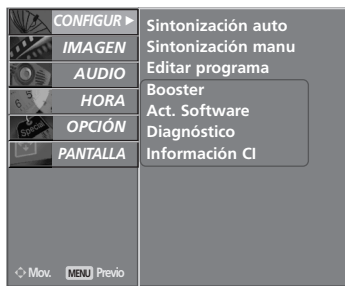 CONFIGUR ►
IMAGEN
AUDIO
HORA
OPCIÓN
PANTALLA
Sintonización auto
Sintonización manu
Editar programa
Booster
Act. Software
Diagnóstico
Información CI
Mov. MENU Previo